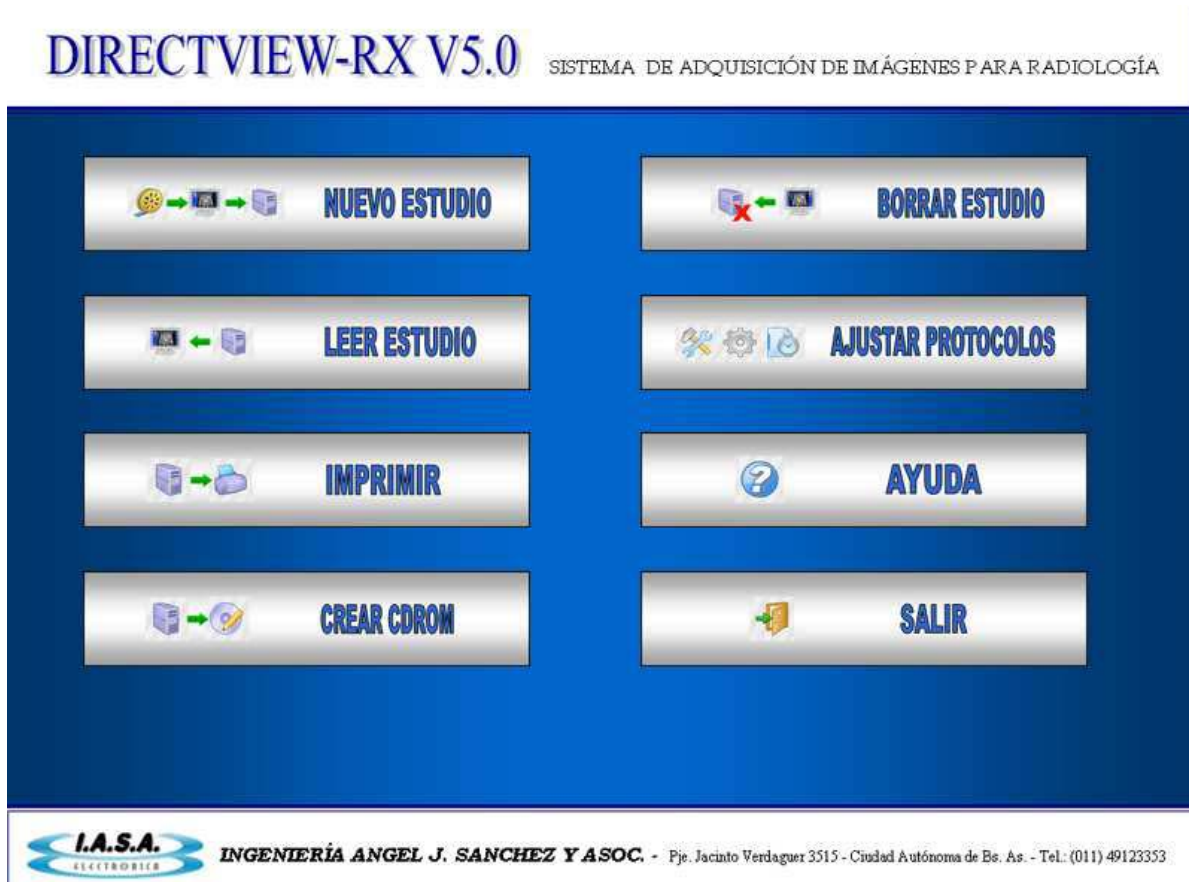 DIRECTVIEW-RX V5.0 SISTEMA DE ADQUISICIÓN DE IMÁGENES PARA RADIOLOGÍA
NUEVO ESTUDIO
BORRAR ESTUDIO
LEER ESTUDIO
AJUSTAR PROTOCOLOS
IMPRIMIR
AYUDA
CREAR CDROM
SALIR
I.A.S.A.
ELECTRONICA
INGENIERÍA ANGEL J. SANCHEZ Y ASOC. - Pje. Jacinto Verdaguer 3515 - Ciudad Autónoma de Bs. As. - Tel.: (011) 49123353